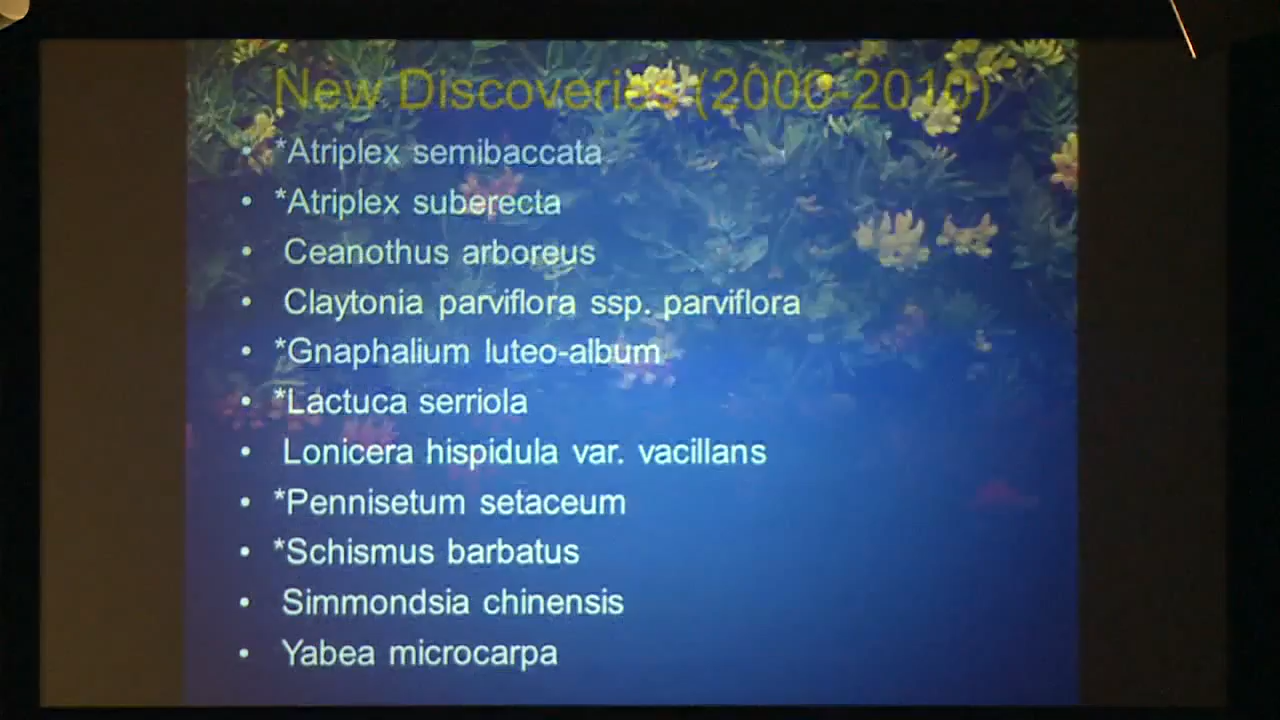 New Discoveries (2000-2010)
• *Atriplex semibaccata
• *Atriplex suberecta
• Ceanothus arboreus
• Claytonia parviflora ssp. parviflora
• *Gnaphalium luteo-album
• *Lactuca serriola
• Lonicera hispidula var. vacillans
• *Pennisetum setaceum
• *Schismus barbatus
• Simmondsia chinensis
• Yabea microcarpa